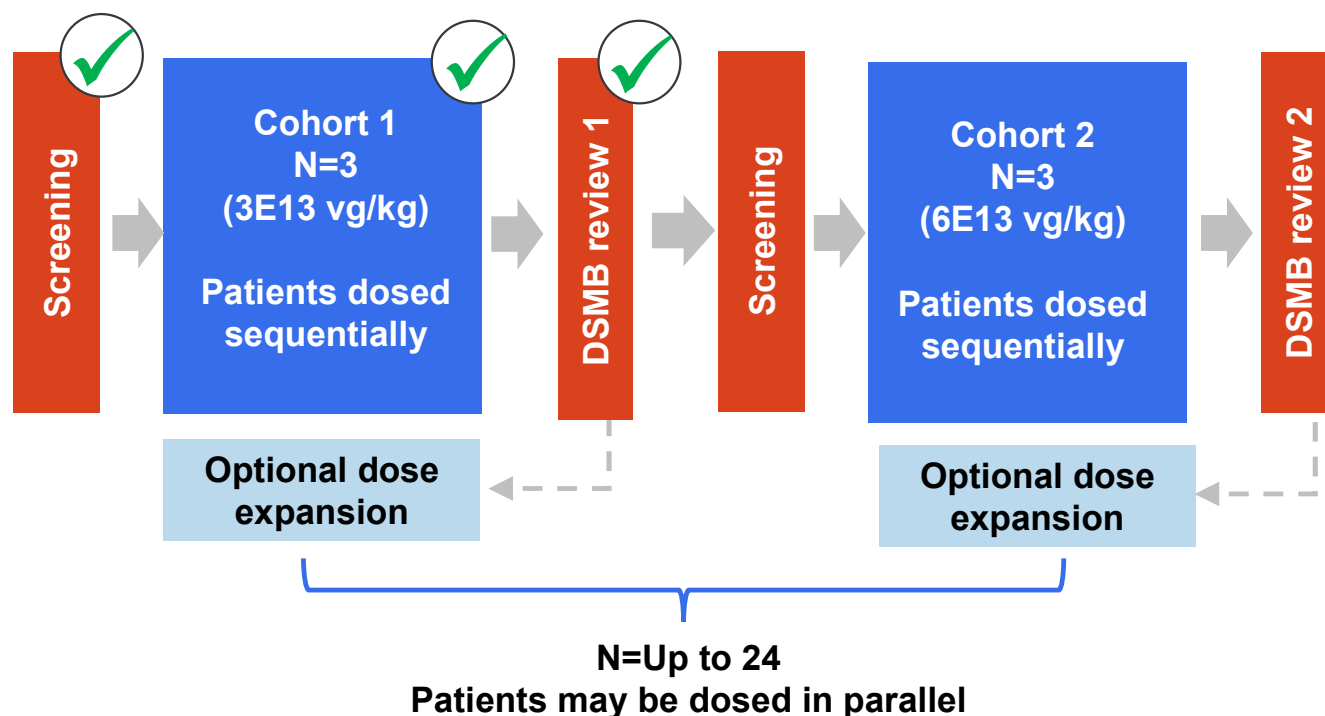 Screening
Cohort 1
N=3
(3E13 vg/kg)
Patients dosed
sequentially
DSMB review 1
Screening
Cohort 2
N=3
(6E13 vg/kg)
Patients dosed
sequentially
DSMB review 2
Optional dose
expansion
Optional dose
expansion
N=Up to 24
Patients may be dosed in parallel